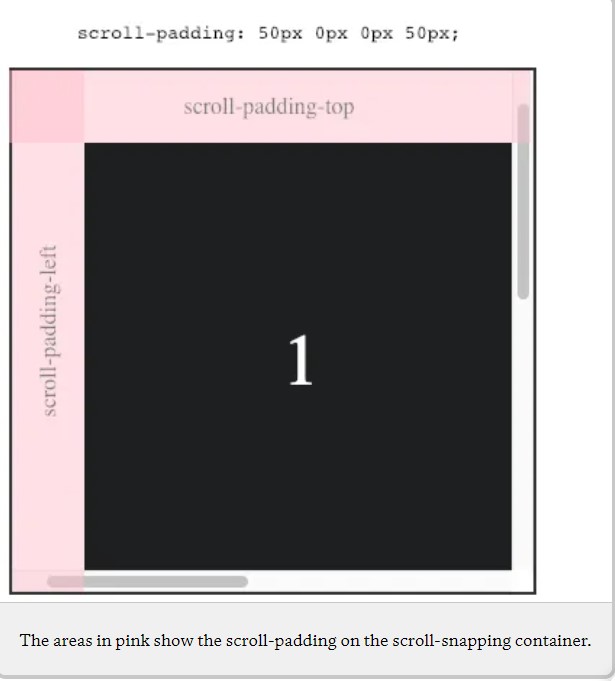 scroll-padding: 50px 0px 0px 50px;
scroll-padding-top
scroll-padding-left
1
The areas in pink show the scroll-padding on the scroll-snapping container.